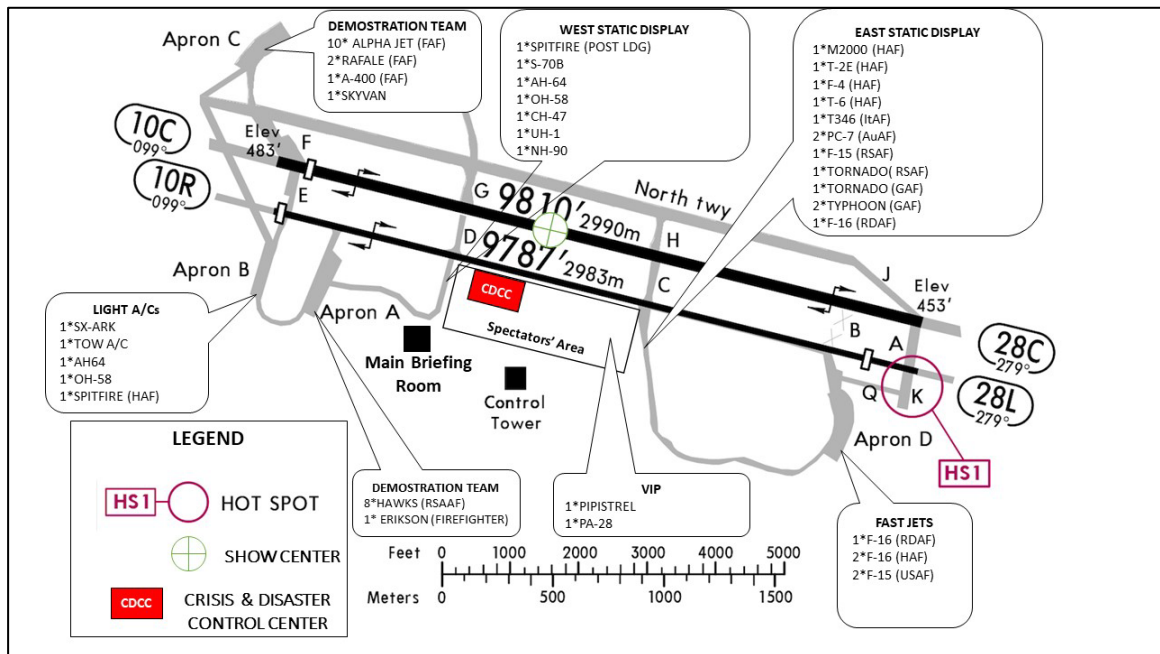 DEMOSTRATION TEAM
10* ALPHA JET (FAF)
2*RAFALE (FAF)
1*A-400 (FAF)
1*SKYVAN
WEST STATIC DISPLAY
1*SPITFIRE (POST LDG)
1*S-70B
1*AH-64
1*OH-58
1*CH-47
1*UH-1
1*NH-90
EAST STATIC DISPLAY
1*M2000 (HAF)
1*T-2E (HAF)
1*F-4 (HAF)
1*T-6 (HAF)
1*T346 (ItAF)
2*PC-7 (AuAF)
1*F-15 (RSAF)
1*TORNADO( RSAF)
1*TORNADO (GAF)
2*TYPHOON (GAF)
1*F-16 (RDAF)
Apron C
10C
099°
Elev
483'
F
10R
099°
E
G
9810'
2990m
North twy
D
9787'
2983m
H
C
J
Elev
453'
B
A
28C
279°
Q
K
28L
279°
Apron B
Apron A
CDCC
Spectators' Area
Main Briefing
Room
Control
Tower
Apron D
HS1
LIGHT A/Cs
1*SX-ARK
1*TOW A/C
1*AH64
1*OH-58
1*SPITFIRE (HAF)
LEGEND
HS1
HOT SPOT
SHOW CENTER
CDCC
CRISIS & DISASTER
CONTROL CENTER
DEMOSTRATION TEAM
8*HAWKS (RSAAF)
1* ERIKSON (FIREFIGHTER)
VIP
1*PIPISTREL
1*PA-28
FAST JETS
1*F-16 (RDAF)
2*F-16 (HAF)
2*F-15 (USAF)
Feet 0 1000 2000 3000 4000 5000
Meters 0 500 1000 1500